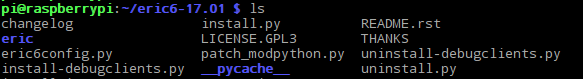 pi@raspberrypi:~/eric6-17.01 $ ls
changelog install.py README.rst
eric LICENSE.GPL3 THANKS
eric6config.py patch_modpython.py uninstall-debugclients.py
install-debugclients.py __pycache__ uninstall.py